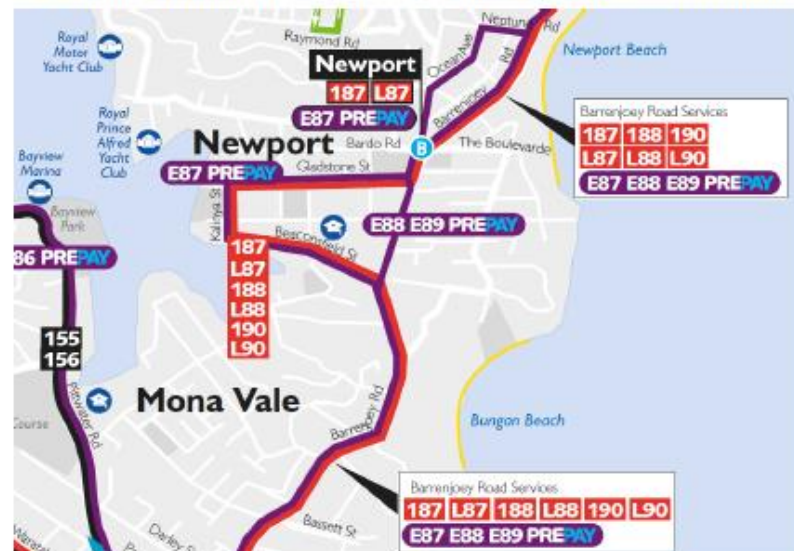 Royal
Motor
Yacht Club
Raymond Rd
Neptune Rd
Ocean Ave
Newport
187 L87
E87 PREPAY
Newport Beach
Royal
Prince
Alfred
Yacht
Club
Barrenjoey
Rd
Barrenjoey Road Services
187 188 190
L87 L88 L90
E87 E88 E89 PREPAY
Newport
Bardo Rd
B
The Boulevarde
Bayview
Marina
E87 PREPAY
Gladstone St
Bayview
Park
Kalinya St
Beaconsfield St
E88 E89 PREPAY
86 PREPAY
187
L87
188
L88
190
L90
155
156
Mona Vale
Pittwater Rd
Course
Barrenjoey Rd
Bungan Beach
Barrenjoey Road Services
187 L87 188 L88 190 L90
E87 E88 E89 PREPAY
Bassett St
Darley S